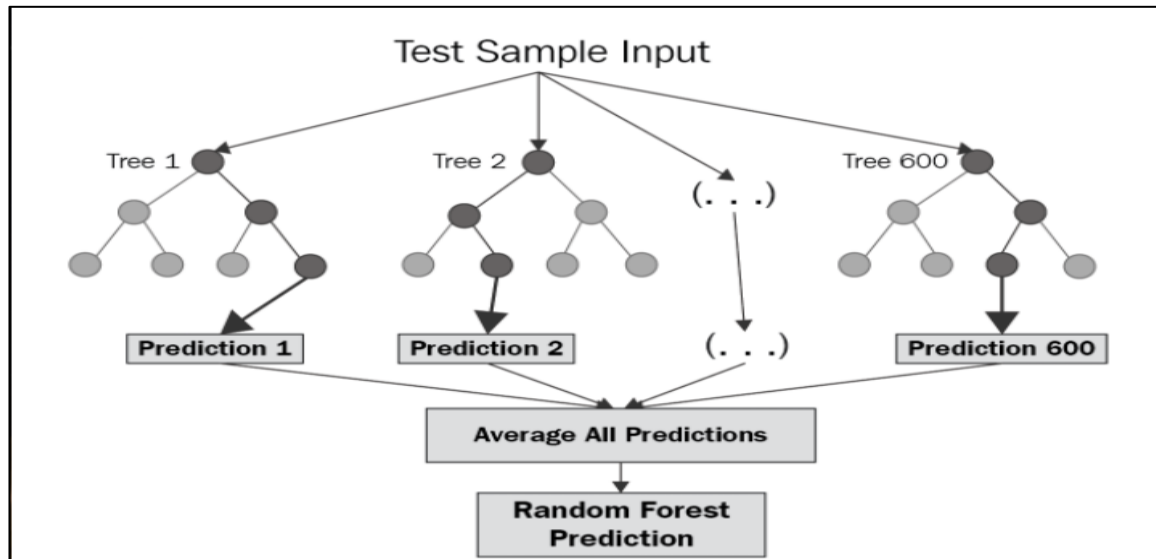 Test Sample Input
Tree 1
Tree 2
Tree 600
(. . .)
(. . .)
Prediction 1
Prediction 2
Prediction 600
Average All Predictions
Random Forest
Prediction